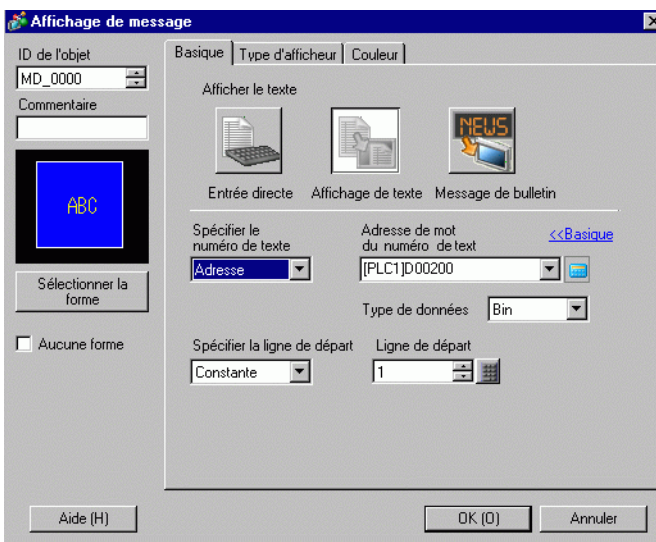 Affichage de message
ID de l'objet
MD_0000
Commentaire
ABC
Sélectionner la
forme
Aucune forme
Basique
Type d'afficheur
Couleur
Afficher le texte
NEWS
Entrée directe
Affichage de texte
Message de bulletin
Spécifier le
numéro de texte
Adresse
Adresse de mot
du numéro de text
<<Basique
[PLC1]D00200
Type de données
Bin
Spécifier la ligne de départ
Ligne de départ
Constante
1
Aide (H)
OK (O)
Annuler